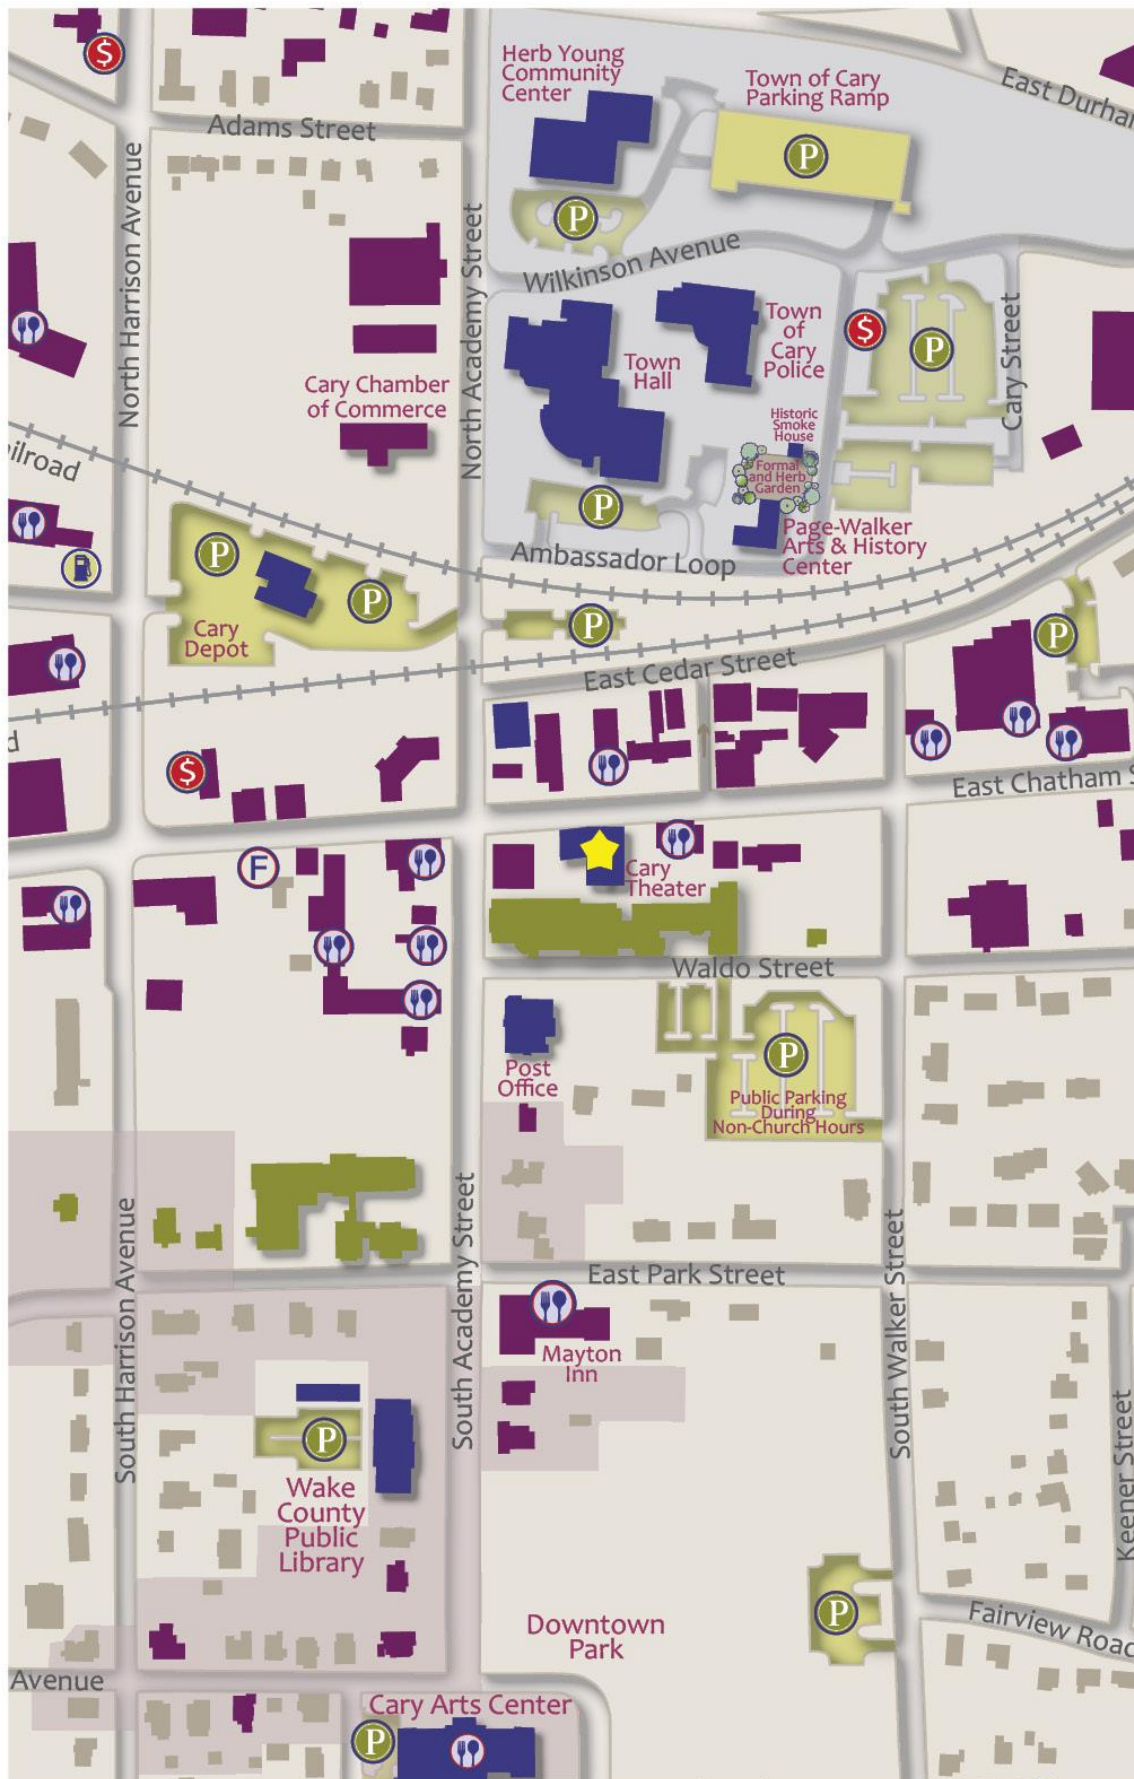 $
Herb Young
Community
Center
Town of Cary
Parking Ramp
East Durha
Adams Street
P
North Harrison Avenue
P
North Academy Street
Wilkinson Avenue
Town
of
Cary
Police
$
P
Cary Street
Town
Hall
Cary Chamber
of Commerce
Historic
Smoke
House
Formal
and Herb
Garden
ilroad
P
Page-Walker
Arts & History
Center
Ambassador Loop
P
P
P
P
Cary
Depot
East Cedar Street
d
$
East Chatham S
F
Cary
Theater
Waldo Street
Post
Office
P
Public Parking
During
Non-Church Hours
South Harrison Avenue
South Academy Street
South Walker Street
East Park Street
Mayton
Inn
P
Wake
County
Public
Library
Keener Street
P
Fairview Road
Downtown
Park
Avenue
Cary Arts Center
P